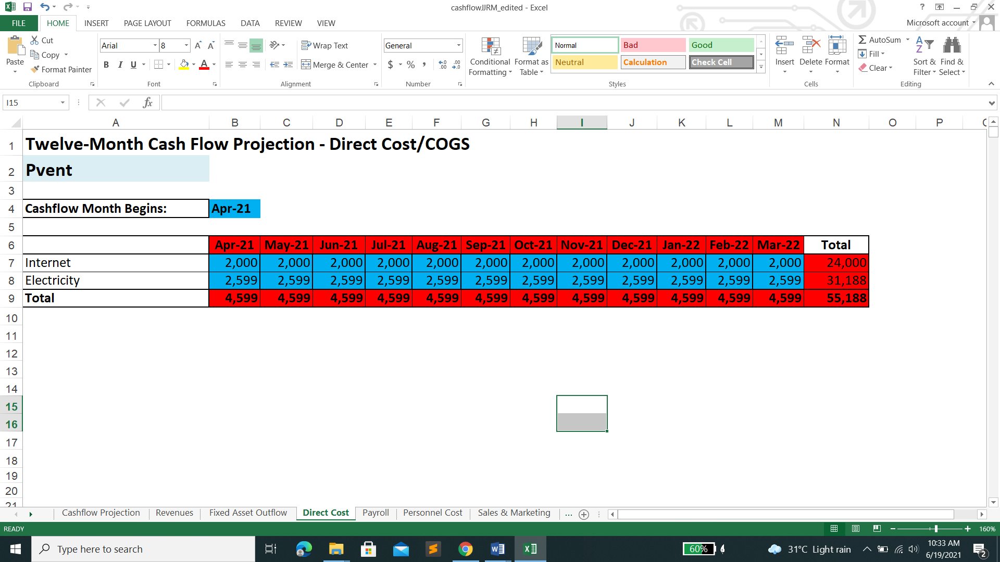 cashflowJJRM_edited - Excel
?
FILE HOME INSERT PAGE LAYOUT FORMULAS DATA REVIEW VIEW Microsoft account
Paste
Cut
Copy
Format Painter
Clipboard
Arial 8
B I U
Font
Wrap Text
Merge & Center
Alignment
General
$ % ,
Number
Conditional Formatting
Format as Table
Normal Bad Good
Neutral Calculation Check Cell
Styles
Insert Delete Format
Cells
AutoSum
Fill
Clear
Sort & Filter
Find & Select
Editing
I15 fx
A B C D E F G H I J K L M N O P
1 Twelve-Month Cash Flow Projection - Direct Cost/COGS
2 Pvent
3
4 Cashflow Month Begins: Apr-21
5
6 Apr-21 May-21 Jun-21 Jul-21 Aug-21 Sep-21 Oct-21 Nov-21 Dec-21 Jan-22 Feb-22 Mar-22 Total
7 Internet 2,000 2,000 2,000 2,000 2,000 2,000 2,000 2,000 2,000 2,000 2,000 2,000 24,000
8 Electricity 2,599 2,599 2,599 2,599 2,599 2,599 2,599 2,599 2,599 2,599 2,599 2,599 31,188
9 Total 4,599 4,599 4,599 4,599 4,599 4,599 4,599 4,599 4,599 4,599 4,599 4,599 55,188
10
11
12
13
14
15
16
17
18
19
20
21
Cashflow Projection Revenues Fixed Asset Outflow Direct Cost Payroll Personnel Cost Sales & Marketing ...
READY 160%
Type here to search
60%
31°C Light rain
10:33 AM
6/19/2021
2